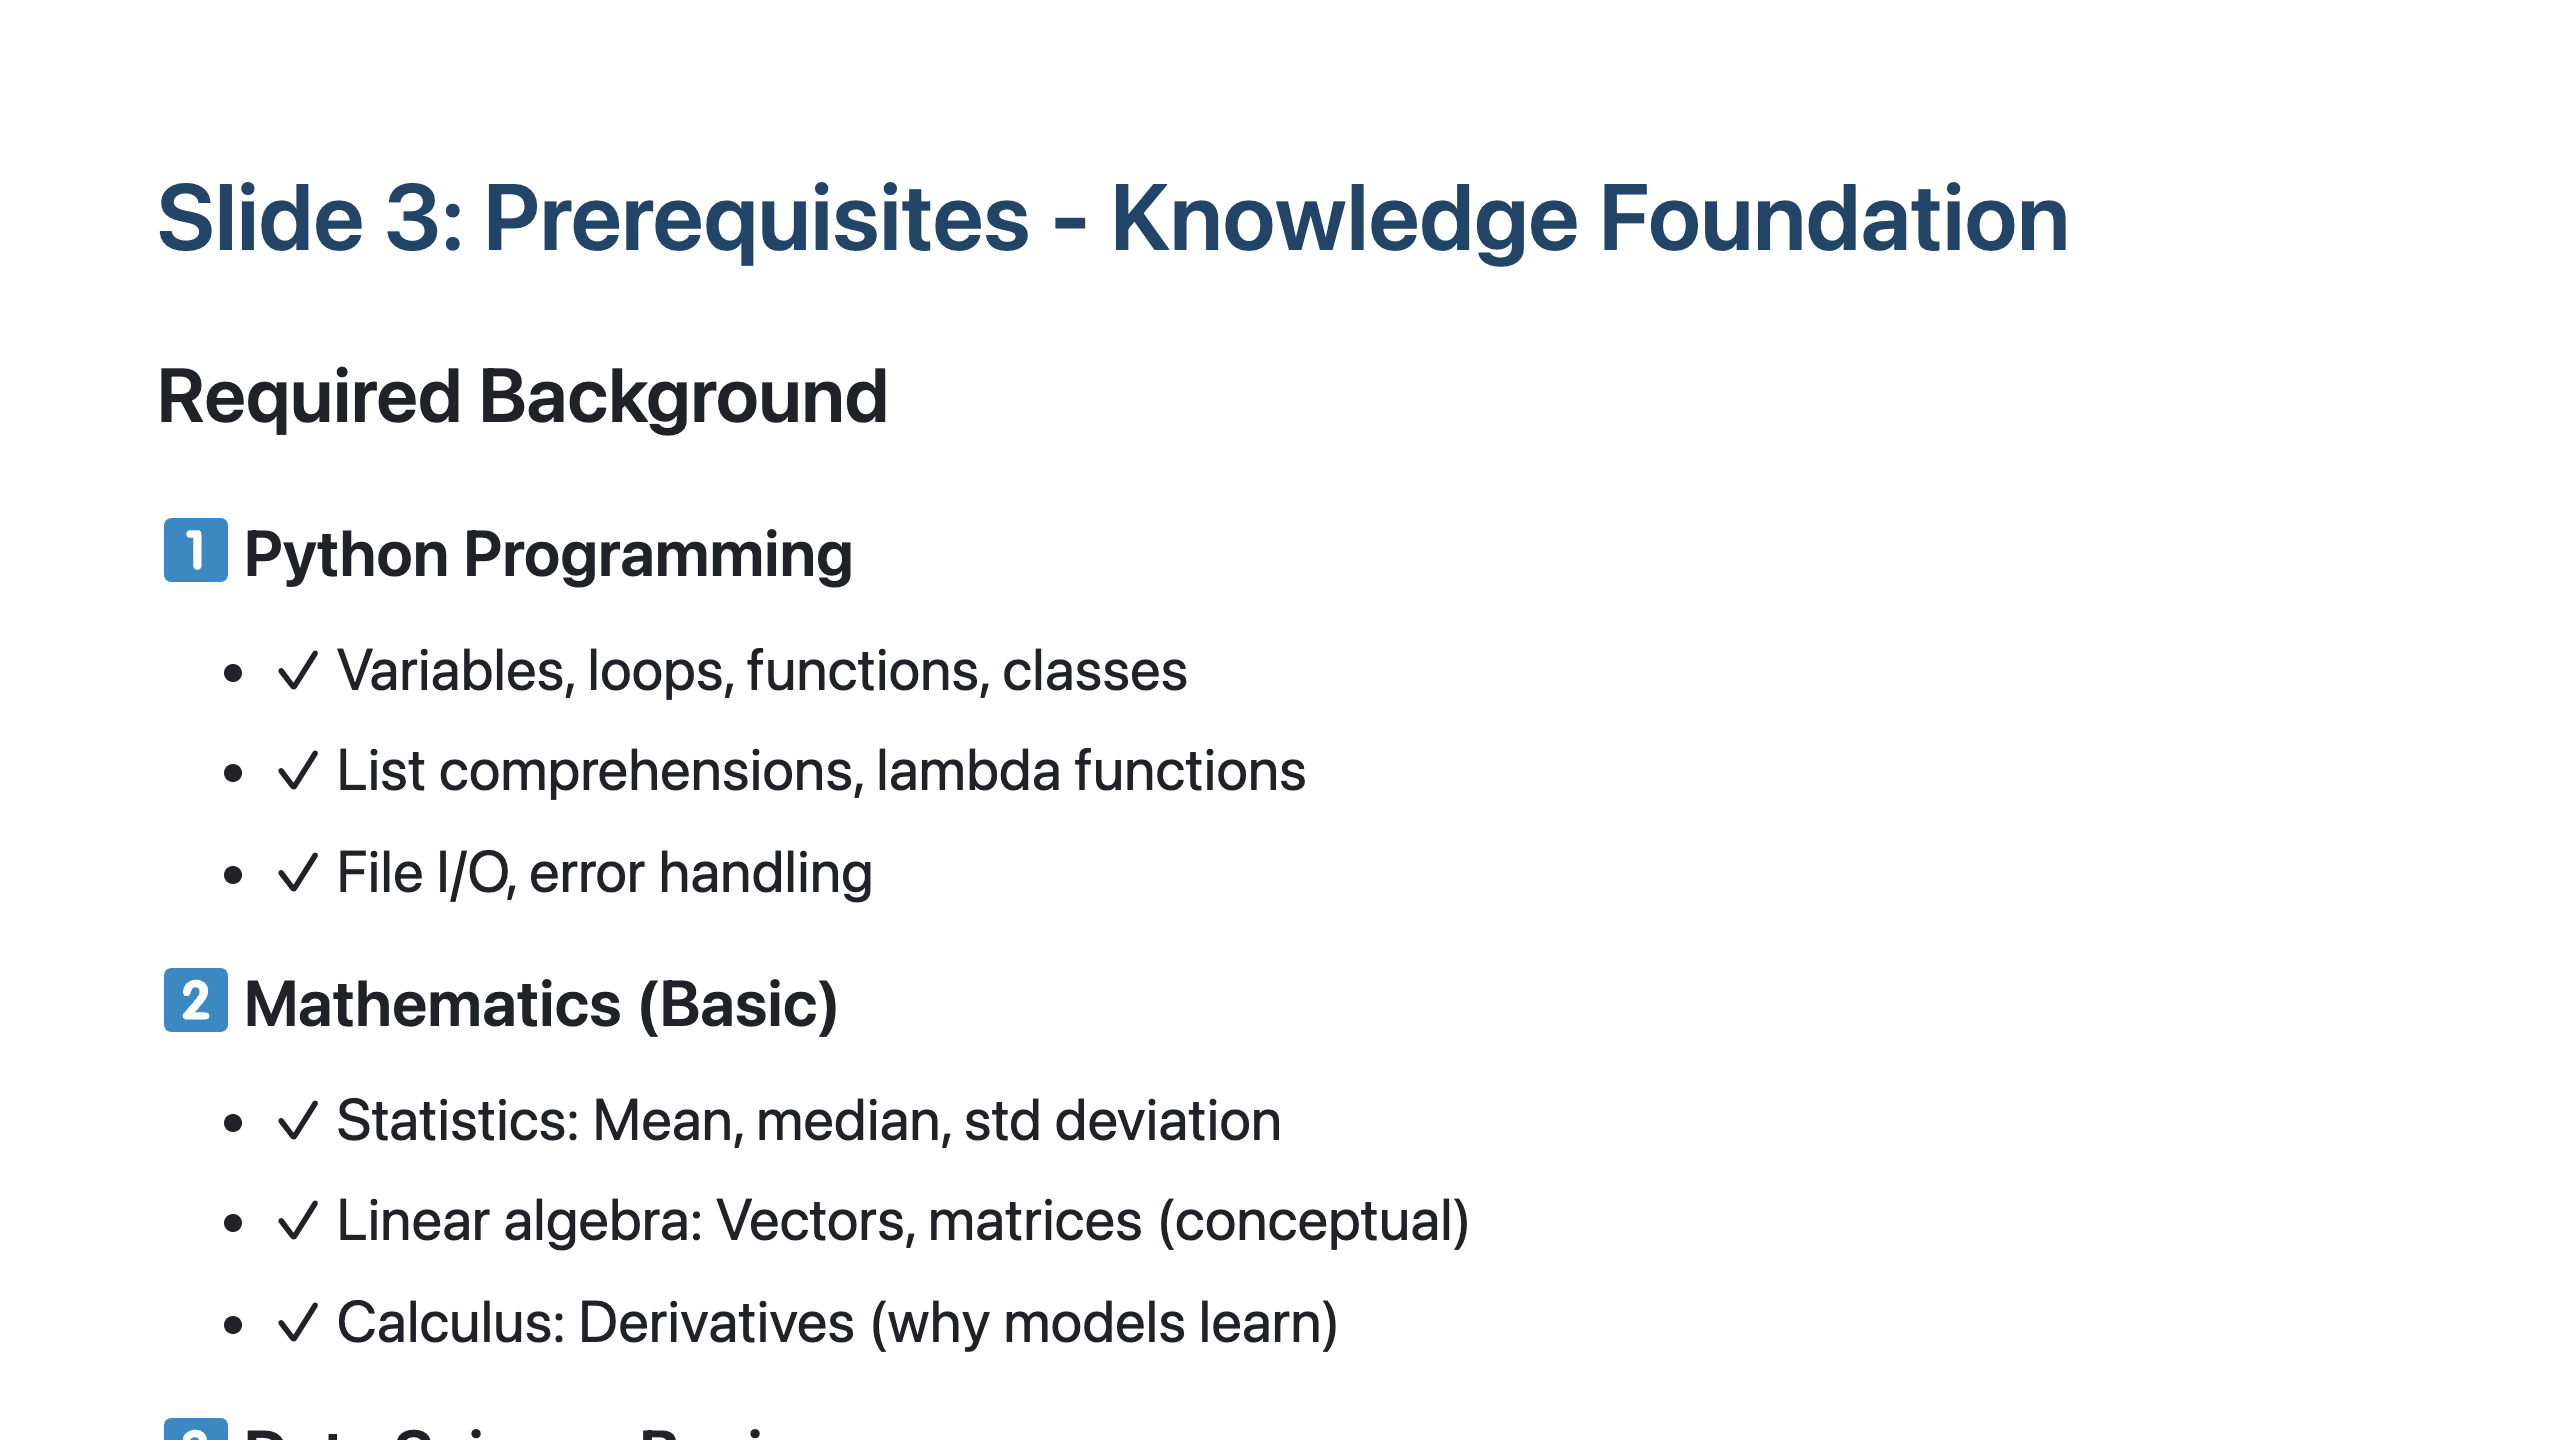 Slide 3: Prerequisites - Knowledge Foundation
Required Background
1️⃣ Python Programming
• ✓ Variables, loops, functions, classes
• ✓ List comprehensions, lambda functions
• ✓ File I/O, error handling
2️⃣ Mathematics (Basic)
• ✓ Statistics: Mean, median, std deviation
• ✓ Linear algebra: Vectors, matrices (conceptual)
• ✓ Calculus: Derivatives (why models learn)